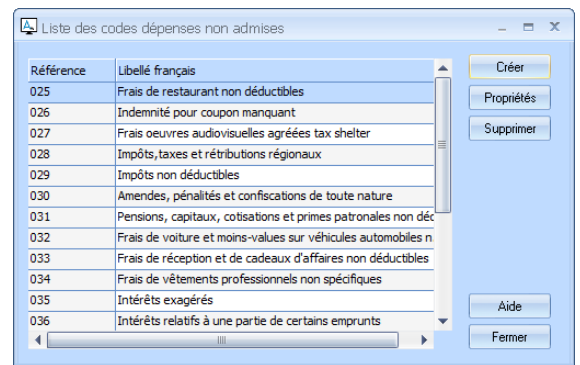 Liste des codes dépenses non admises
Référence Libellé français
025 Frais de restaurant non déductibles
026 Indemnité pour coupon manquant
027 Frais oeuvres audiovisuelles agréées tax shelter
028 Impôts,taxes et rétributions régionaux
029 Impôts non déductibles
030 Amendes, pénalités et confiscations de toute nature
031 Pensions, capitaux, cotisations et primes patronales non déc
032 Frais de voiture et moins-values sur véhicules automobiles n
033 Frais de réception et de cadeaux d'affaires non déductibles
034 Frais de vêtements professionnels non spécifiques
035 Intérêts exagérés
036 Intérêts relatifs à une partie de certains emprunts
Créer
Propriétés
Supprimer
Aide
Fermer